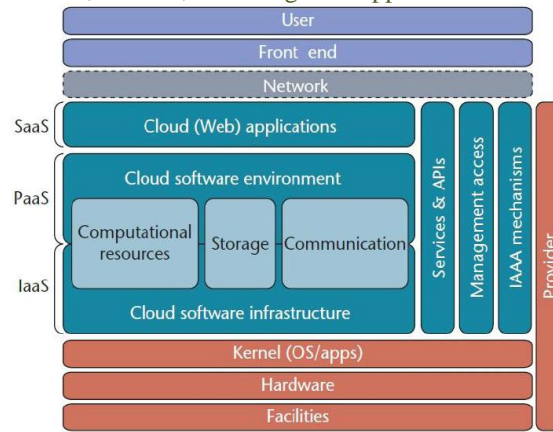 User
Front end
Network
SaaS
Cloud (Web) applications
PaaS
Cloud software environment
Computational
resources
Storage
Communication
IaaS
Cloud software infrastructure
Services & APIs
Management access
IAAA mechanisms
Provider
Kernel (OS/apps)
Hardware
Facilities